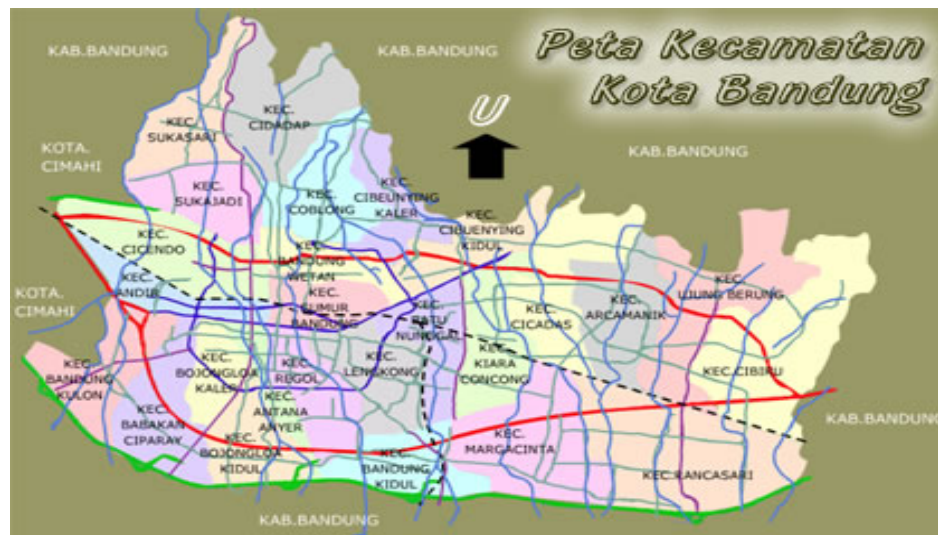 Peta Kecamatan
Kota Bandung
KAB.BANDUNG
KAB.BANDUNG
U
KAB.BANDUNG
KOTA.
CIMAHI
KEC.
SUKASARI
KEC.
CIDADAP
KEC.
SUKAJADI
KEC.
COBLONG
KEC.
CIBEUNYING
KALER
KEC.
CIBUENYING
KIDUL
KEC.
CICENDO
KEC.
BANDUNG
WETAN
KEC.
ANDIR
KOTA.
CIMAHI
KEC.
SUMUR
BANDUNG
KEC.
BATU
NUNGGAL
KEC.
CICADAS
KEC.
ARCAMANIK
KEC.
UJUNG BERUNG
KEC.
BANDUNG
KULON
KEC.
BOJONGLOA
KALER
KEC.
REGOL
KEC.
LENGKONG
KEC.
KIARA
CONCONG
KEC.CIBIRU
KEC.
BABAKAN
CIPARAY
KEC.
ANTANA
ANYER
KEC.
BOJONGLOA
KIDUL
KEC.
BANDUNG
KIDUL
KEC.
MARGACINTA
KEC.RANCASARI
KAB.BANDUNG
KAB.BANDUNG